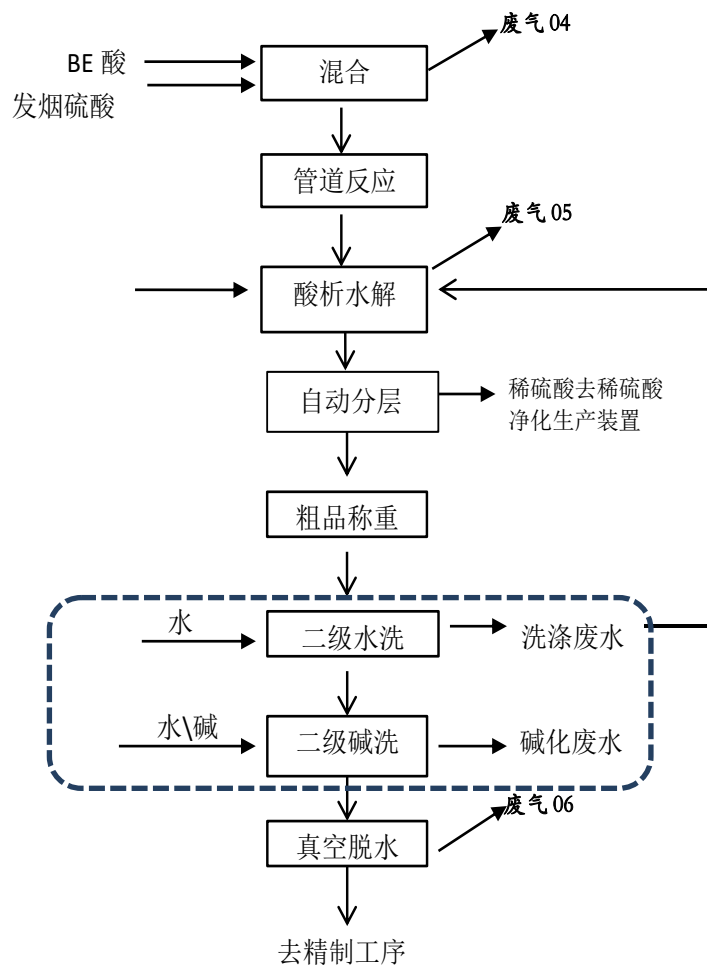 废气 04
BE 酸
混合
发烟硫酸
管道反应
废气 05
酸析水解
自动分层
稀硫酸去稀硫酸
净化生产装置
粗品称重
水
二级水洗
洗涤废水
水\碱
二级碱洗
碱化废水
废气 06
真空脱水
去精制工序